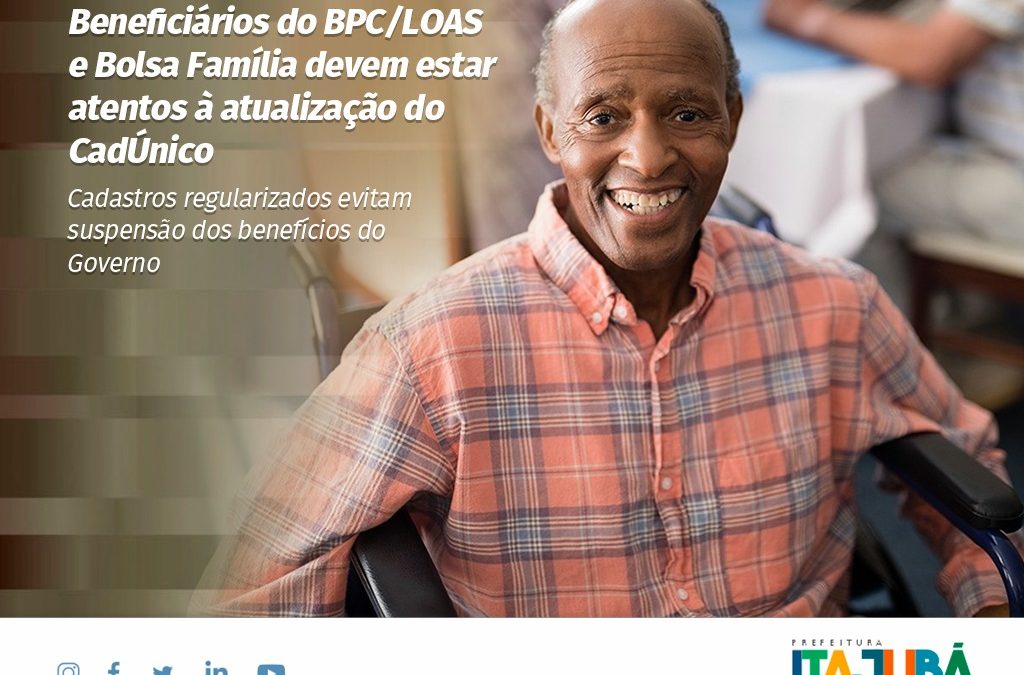 Beneficiários do BPC/LOAS
e Bolsa Família devem estar
atentos à atualização do
CadÚnico
Cadastros regularizados evitam
suspensão dos benefícios do
Governo
PREFEITURA
ITAJUBÁ